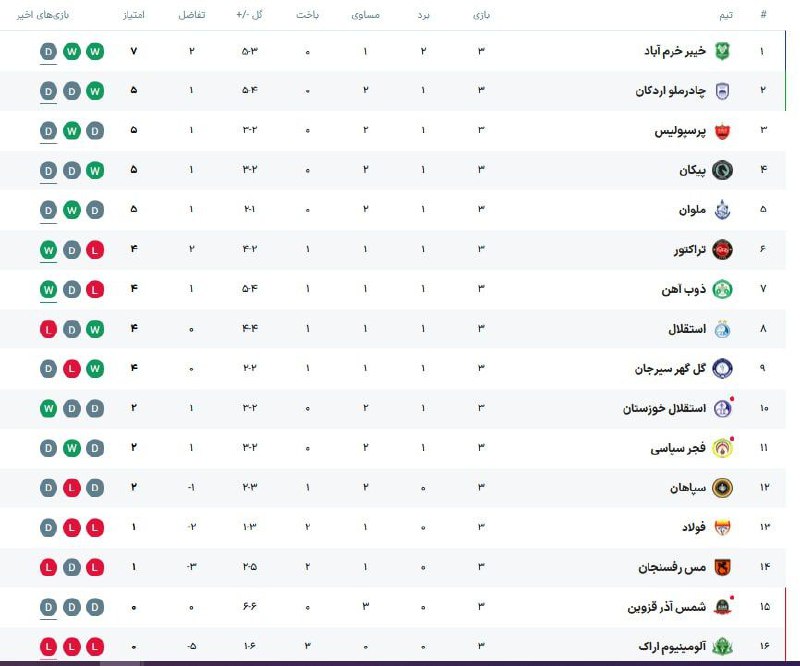 # تیم بازی برد مساوی باخت گل -/+ تفاضل امتیاز بازی‌های اخیر
۱ خیبر خرم آباد ۳ ۲ ۱ ۰ ۵-۳ ۲ ۷ W W D
۲ چادرملو اردکان ۳ ۱ ۲ ۰ ۵-۴ ۱ ۵ W D D
۳ پرسپولیس ۳ ۱ ۲ ۰ ۳-۲ ۱ ۵ D W D
۴ پیکان ۳ ۱ ۲ ۰ ۳-۲ ۱ ۵ W D D
۵ ملوان ۳ ۱ ۲ ۰ ۲-۱ ۱ ۵ D W D
۶ تراکتور ۳ ۱ ۱ ۱ ۴-۲ ۲ ۴ L D W
۷ ذوب آهن ۳ ۱ ۱ ۱ ۵-۴ ۱ ۴ L D W
۸ استقلال ۳ ۱ ۱ ۱ ۴-۴ ۰ ۴ W D L
۹ گل گهر سیرجان ۳ ۱ ۱ ۱ ۲-۲ ۰ ۴ W L D
۱۰ استقلال خوزستان ۳ ۱ ۲ ۰ ۳-۲ ۱ ۲ D D W
۱۱ فجر سپاسی ۳ ۱ ۲ ۰ ۳-۲ ۱ ۲ D W D
۱۲ سپاهان ۳ ۰ ۲ ۱ ۲-۳ -۱ ۲ D L D
۱۳ فولاد ۳ ۰ ۱ ۲ ۱-۳ -۲ ۱ L L D
۱۴ مس رفسنجان ۳ ۰ ۱ ۲ ۲-۵ -۳ ۱ L D L
۱۵ شمس آذر قزوین ۳ ۰ ۳ ۰ ۶-۶ ۰ ۰ D D D
۱۶ آلومینیوم اراک ۳ ۰ ۰ ۳ ۱-۶ -۵ ۰ L L L